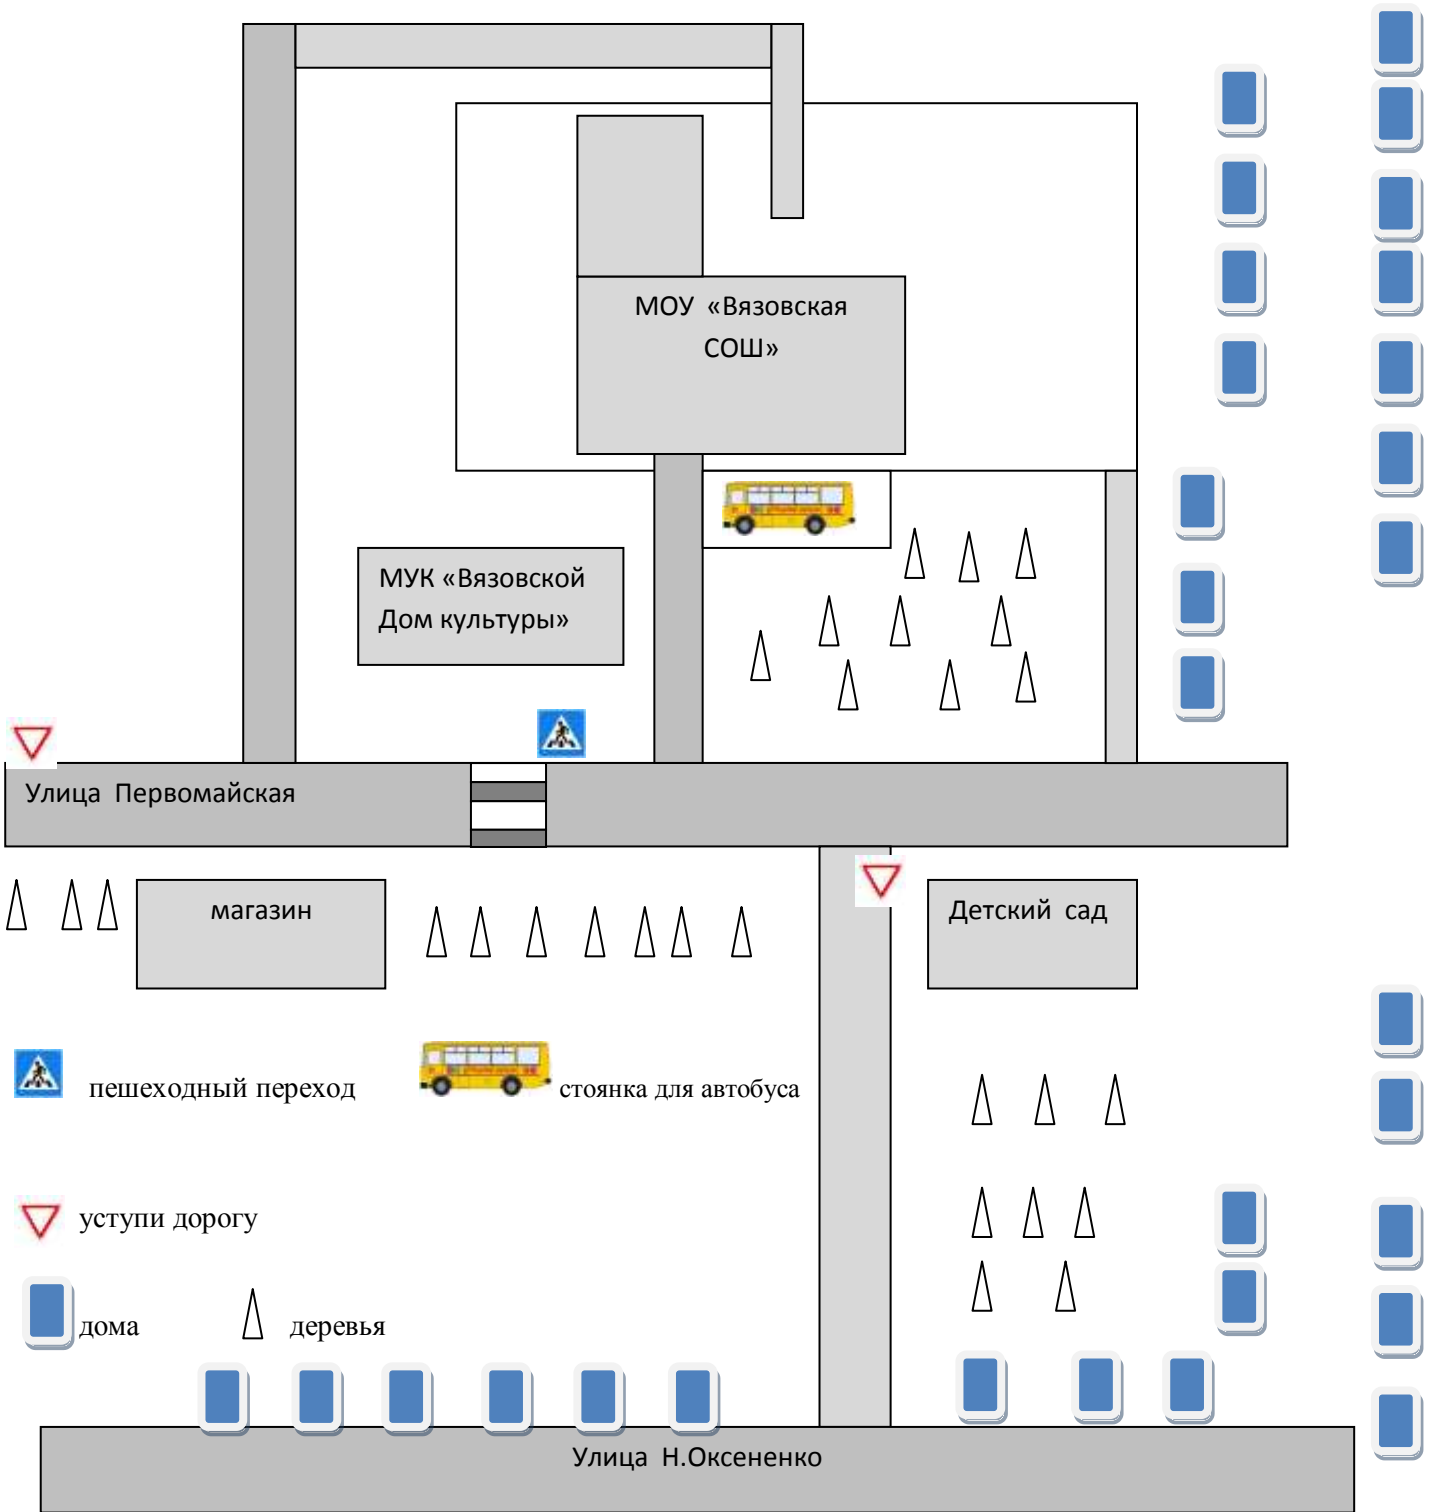 МОУ «Вязовская
СОШ»
МУК «Вязовской
Дом культуры»
Улица Первомайская
магазин
Детский сад
пешеходный переход
стоянка для автобуса
уступи дорогу
дома
деревья
Улица Н.Оксененко